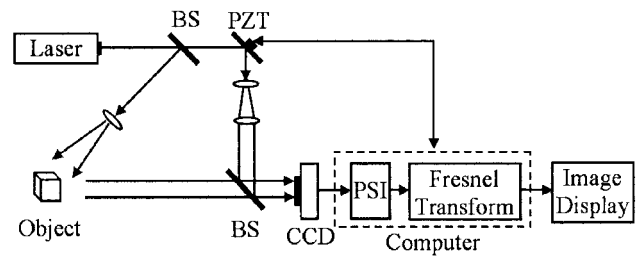 BS
PZT
Laser
PSI
Fresnel
Transform
Image
Display
Object
BS
CCD
Computer